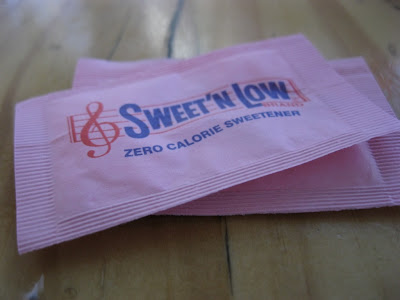 SWEET'N LOW
BRAND
ZERO CALORIE SWEETENER